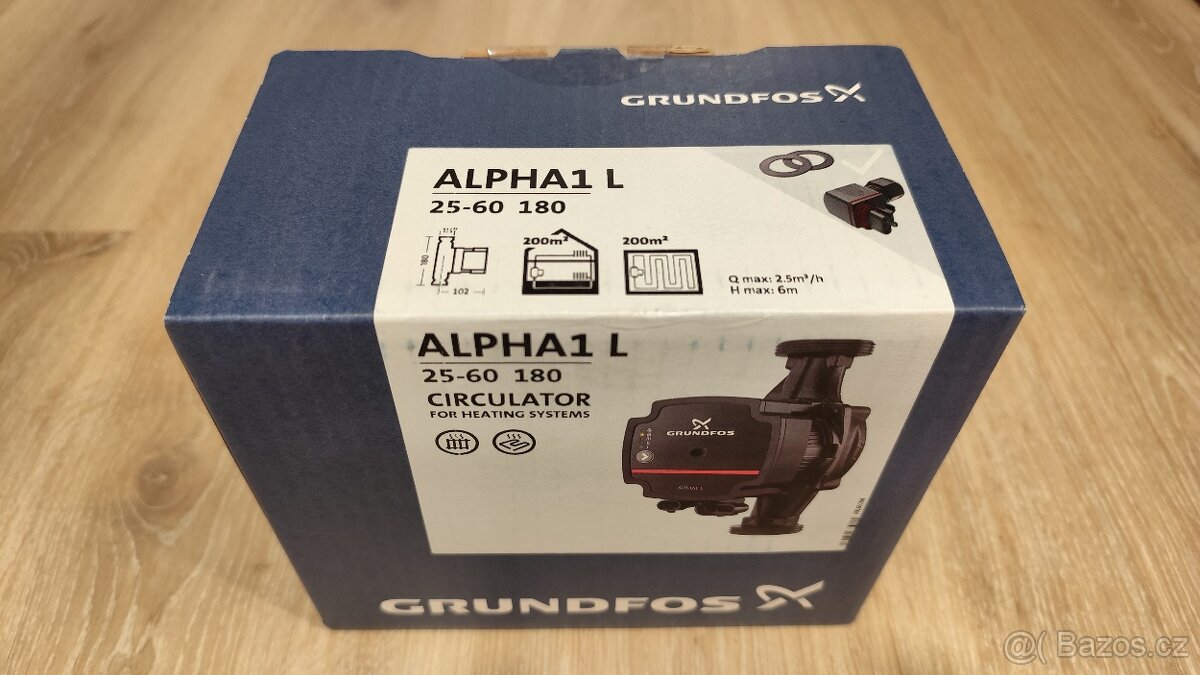 GRUNDFOS
ALPHA1 L
25-60 180
180
102
200m²
200m²
Q max: 2.5m³/h
H max: 6m
ALPHA1 L
25-60 180
CIRCULATOR
FOR HEATING SYSTEMS
GRUNDFOS
ALPHA1 L
GRUNDFOS
@( Bazos.cz